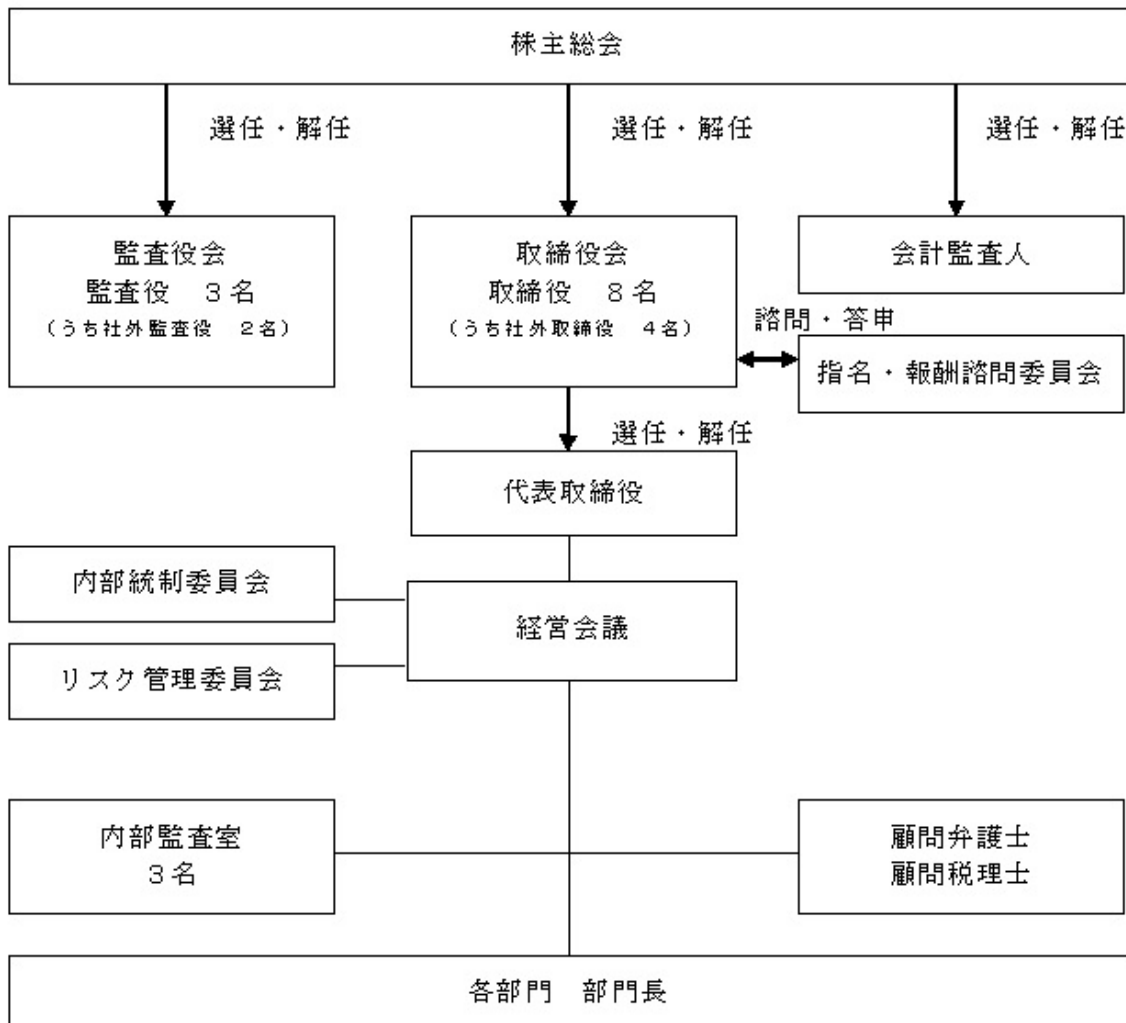 株主総会
選任・解任
選任・解任
選任・解任
監査役会
監査役　３名
（うち社外監査役　２名）
取締役会
取締役　８名
（うち社外取締役　４名）
会計監査人
諮問・答申
指名・報酬諮問委員会
選任・解任
代表取締役
内部統制委員会
経営会議
リスク管理委員会
内部監査室
３名
顧問弁護士
顧問税理士
各部門　部門長